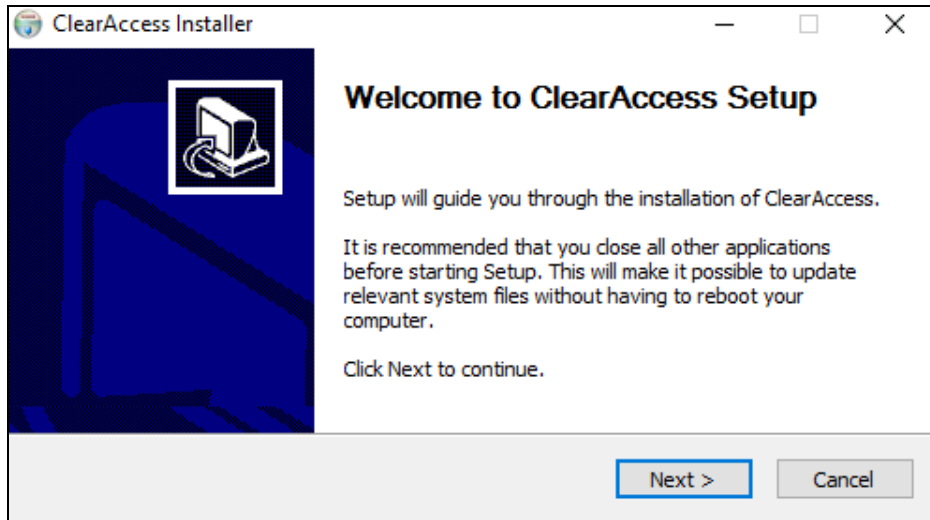 ClearAccess Installer
Welcome to ClearAccess Setup
Setup will guide you through the installation of ClearAccess.
It is recommended that you close all other applications
before starting Setup. This will make it possible to update
relevant system files without having to reboot your
computer.
Click Next to continue.
Next >
Cancel